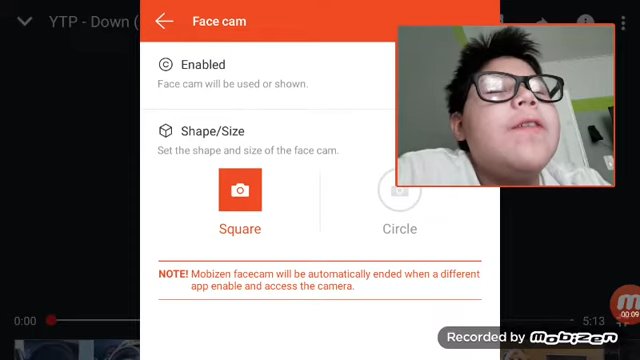 YTP - Down (
Face cam
Enabled
Face cam will be used or shown.
Shape/Size
Set the shape and size of the face cam.
Square
Circle
NOTE! Mobizen facecam will be automatically ended when a different
app enable and access the camera.
00:09
0:00
5:13
Recorded by mobizen